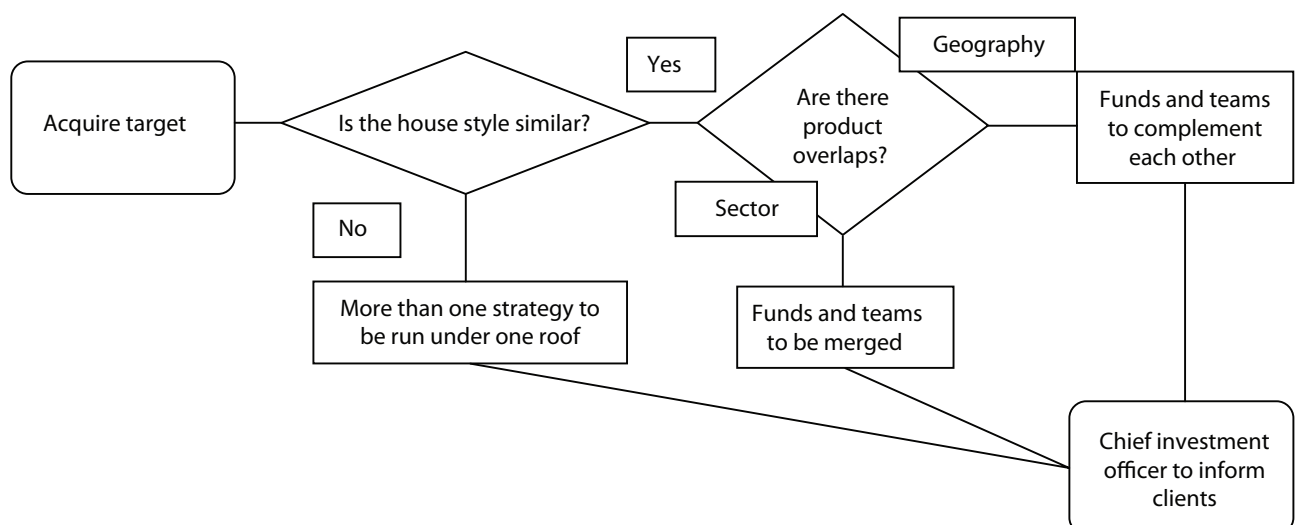 Acquire target
Is the house style similar?
Yes
No
Are there
product
overlaps?
Geography
Sector
Funds and teams
to complement
each other
More than one strategy to
be run under one roof
Funds and teams
to be merged
Chief investment
officer to inform
clients